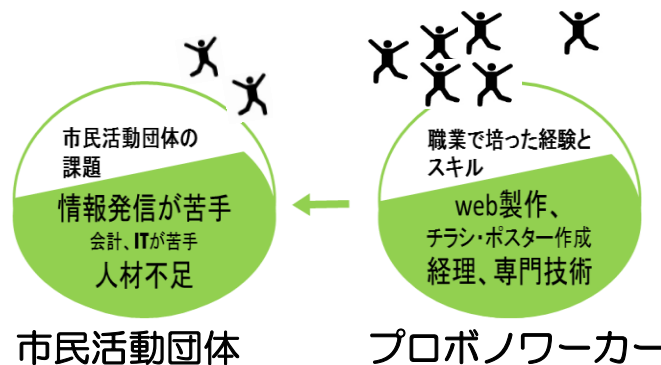 市民活動団体の
課題
情報発信が苦手
会計、ITが苦手
人材不足
市民活動団体
職業で培った経験と
スキル
web製作、
チラシ・ポスター作成
経理、専門技術
プロボノワーカー